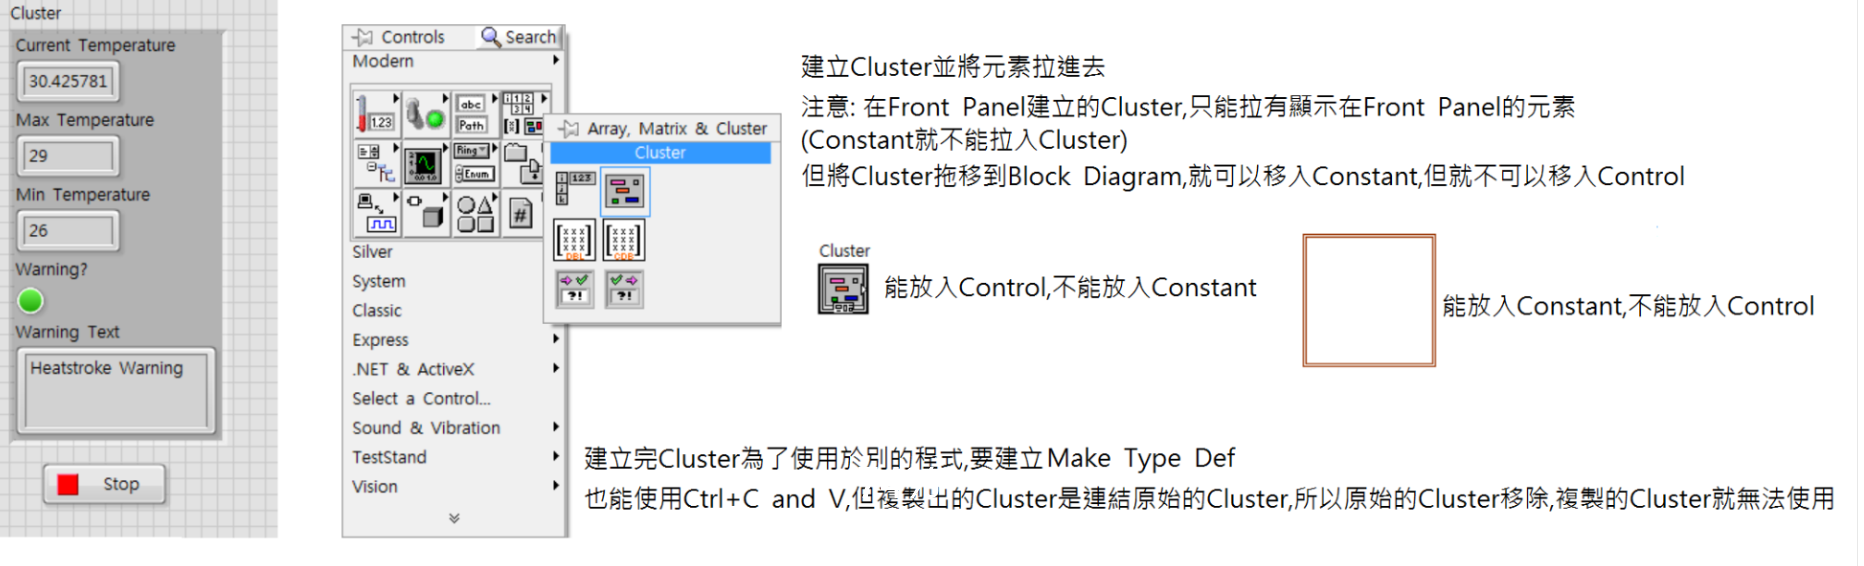 Cluster
Current Temperature
30.425781
Max Temperature
29
Min Temperature
26
Warning?
Warning Text
Heatstroke Warning
Stop
Controls
Search
Modern
Array, Matrix & Cluster
Cluster
Silver
System
Classic
Express
.NET & ActiveX
Select a Control...
Sound & Vibration
TestStand
Vision
建立Cluster並將元素拉進去
注意: 在Front Panel建立的Cluster,只能拉有顯示在Front Panel的元素
(Constant就不能拉入Cluster)
但將Cluster拖移到Block Diagram,就可以移入Constant,但就不可以移入Control
Cluster
能放入Control,不能放入Constant
能放入Constant,不能放入Control
建立完Cluster為了使用於別的程式,要建立Make Type Def
也能使用Ctrl+C and V,但複製出的Cluster是連結原始的Cluster,所以原始的Cluster移除,複製的Cluster就無法使用